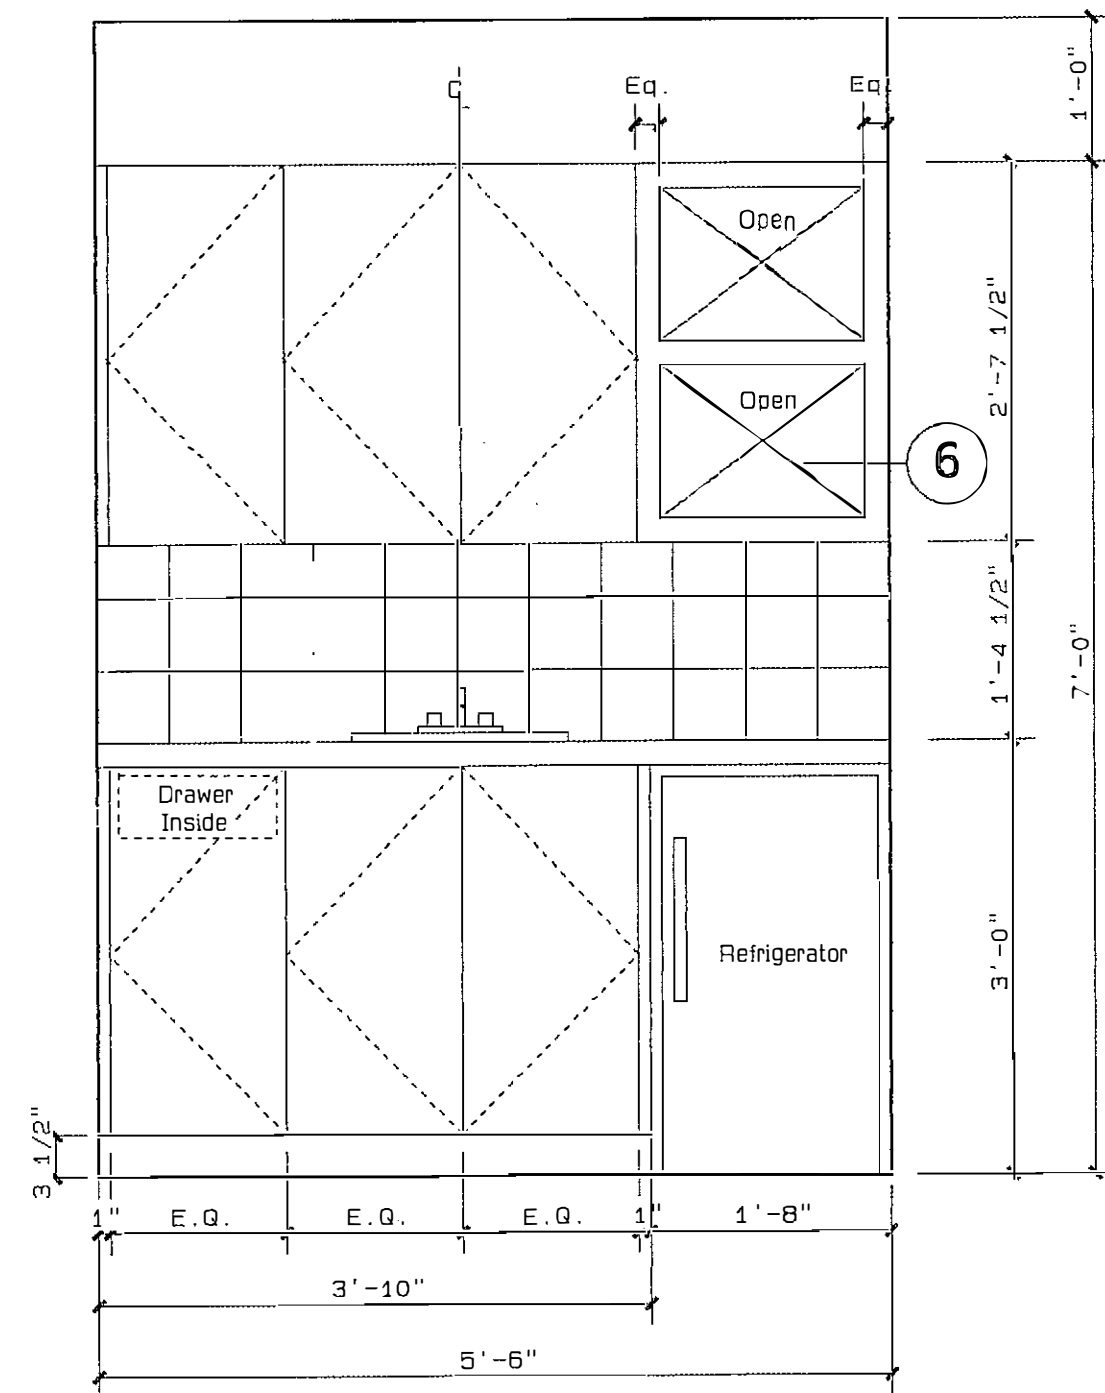 1'-0"
C
L
Eq.
Eq.
Open
2'-7 1/2"
Open
6
1'-4 1/2"
7'-0"
Drawer
Inside
Refrigerator
3'-0"
3 1/2"
1" E.Q. E.Q. E.Q. 1" 1'-8"
3'-10"
5'-6"